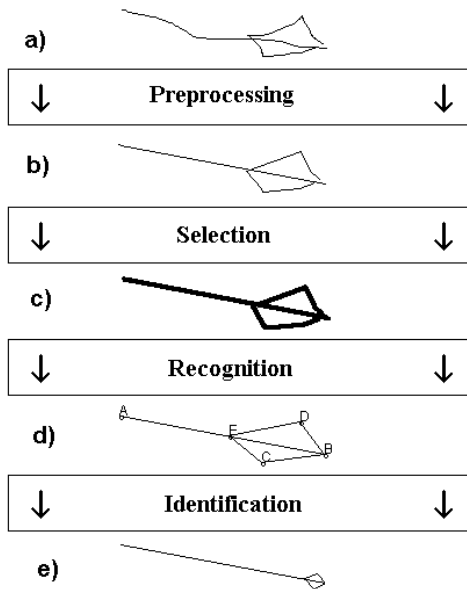 a)
↓ Preprocessing ↓
b)
↓ Selection ↓
c)
↓ Recognition ↓
A
D
d) E
B
C
↓ Identification ↓
e)